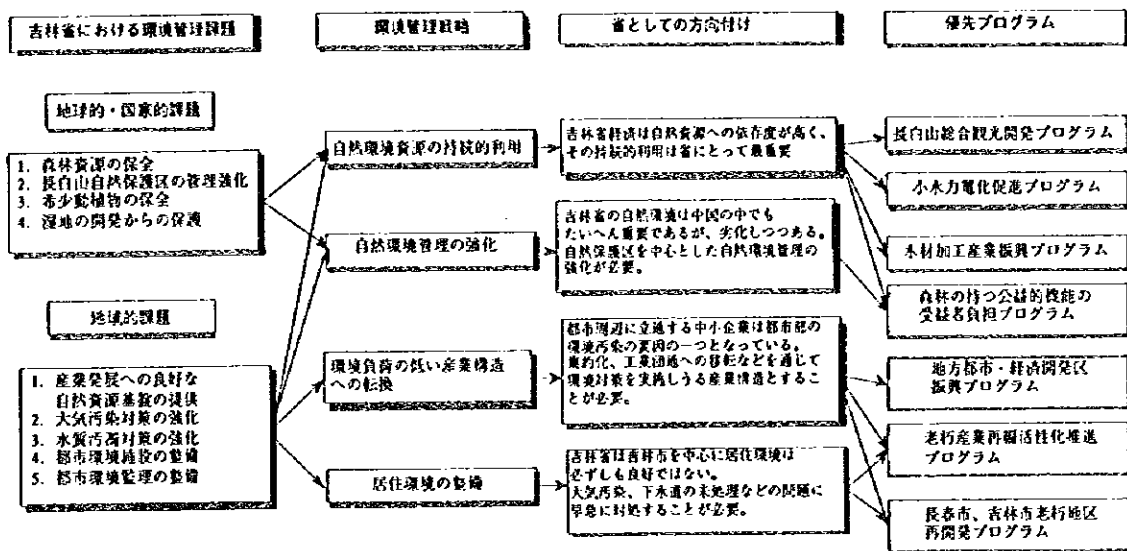 吉林省における環境管理課題
環境管理戦略
省としての方向付け
優先プログラム
地球的・国家的課題
1. 森林資源の保全
2. 長白山自然保護区の管理強化
3. 希少動植物の保全
4. 湿地の開発からの保護
地域的課題
1. 産業発展への良好な
自然資源基盤の提供
2. 大気汚染対策の強化
3. 水質汚濁対策の強化
4. 都市環境施設の整備
5. 都市環境監理の整備
自然環境資源の持続的利用
自然環境管理の強化
環境負荷の低い産業構造
への転換
居住環境の整備
吉林省経済は自然資源への依存度が高く、
その持続的利用は省にとって最重要
吉林省の自然環境は中国の中でも
たいへん重要であるが、劣化しつつある。
自然保護区を中心とした自然環境管理の
強化が必要。
都市周辺に立地する中小企業は都市部の
環境汚染の要因の一つとなっている。
集約化、工業団地への移転などを通じて
環境対策を実施しうる産業構造とするこ
とが必要。
吉林省は吉林市を中心に居住環境は
必ずしも良好ではない。
大気汚染、下水道の未処理などの問題に
早急に対処することが必要。
長白山総合観光開発プログラム
小水力電化促進プログラム
木材加工産業振興プログラム
森林の持つ公益的機能の
受益者負担プログラム
地方都市・経済開発区
振興プログラム
老朽産業再編活性化推進
プログラム
長春市、吉林市老朽地区
再開発プログラム